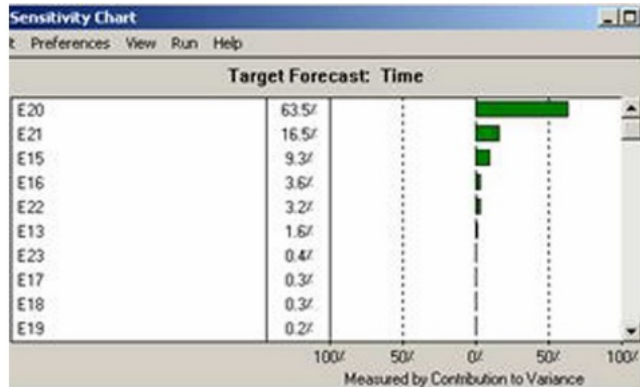 Sensitivity Chart
t Preferences View Run Help
Target Forecast: Time
E20 63.5%
E21 16.5%
E15 9.3%
E16 3.6%
E22 3.2%
E13 1.6%
E23 0.4%
E17 0.3%
E18 0.3%
E19 0.2%
100% 50% 0% 50% 100%
Measured by Contribution to Variance